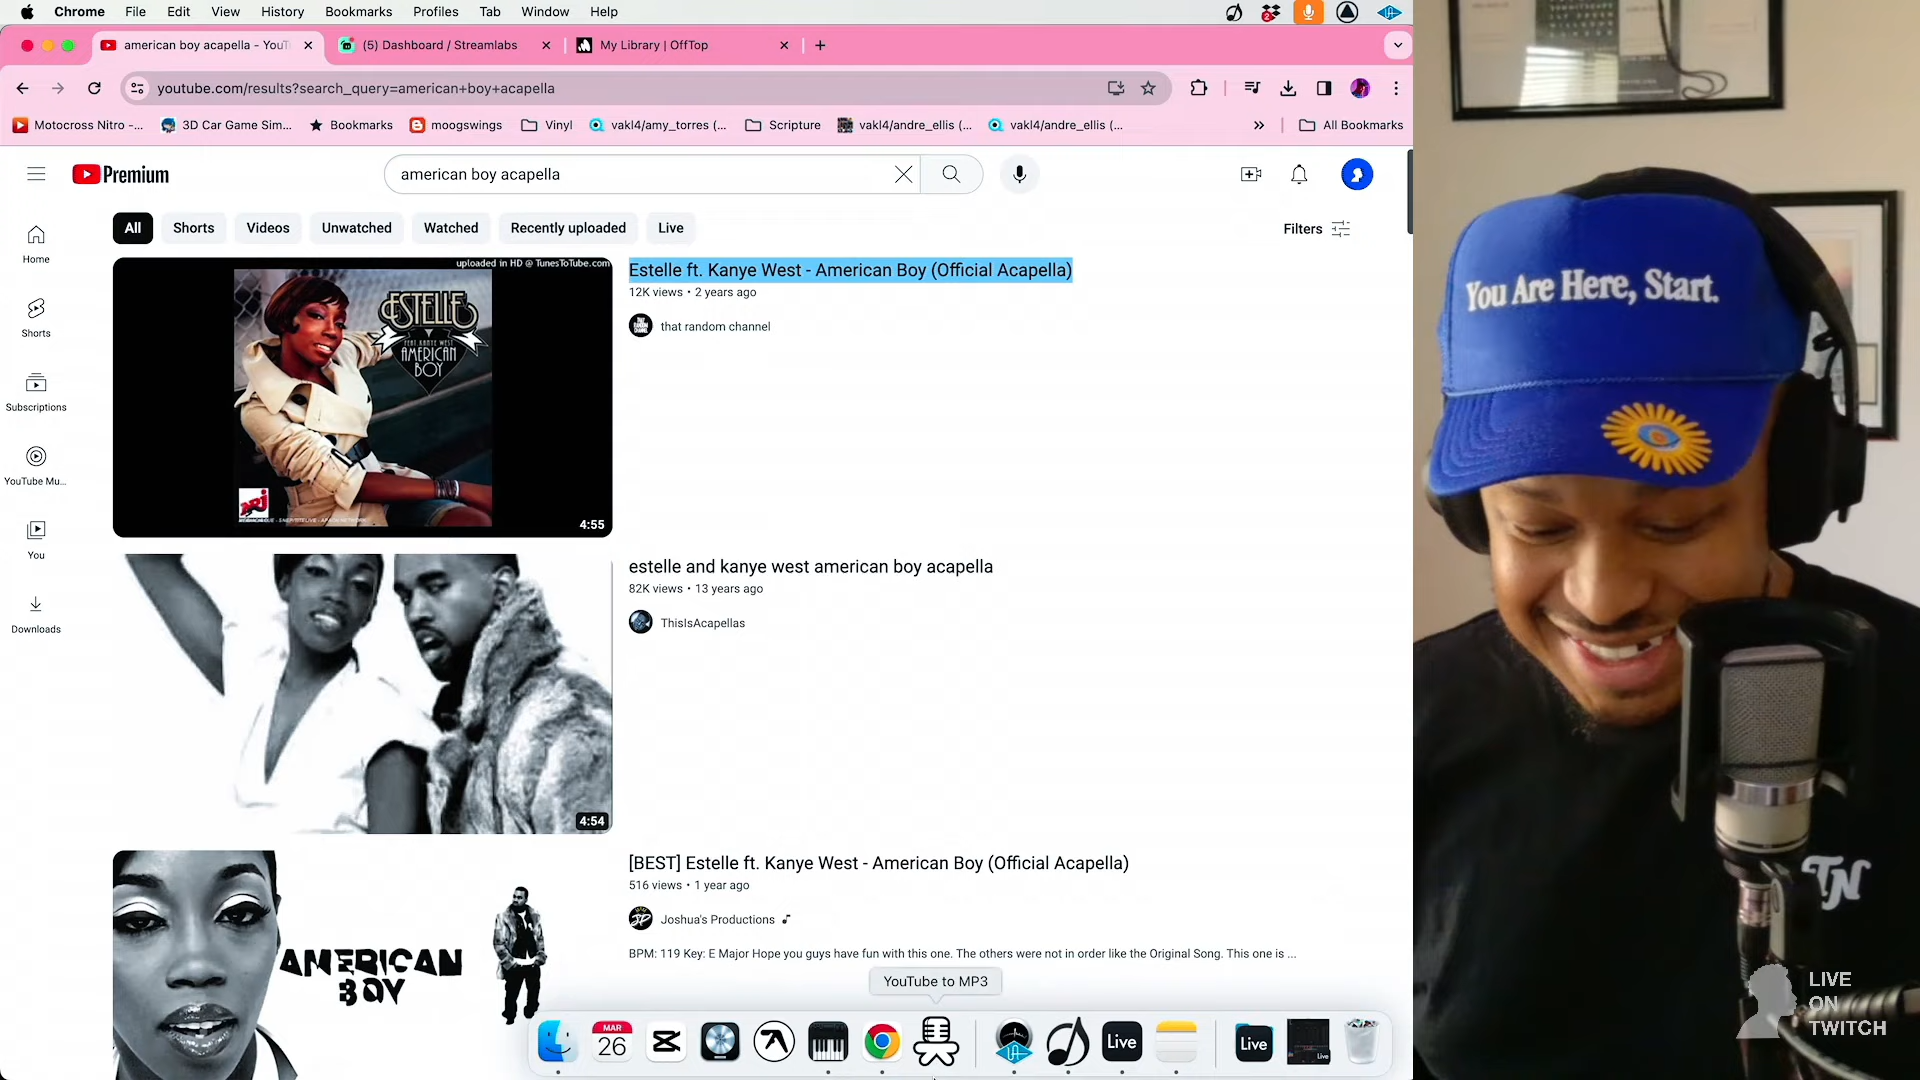 Chrome File Edit View History Bookmarks Profiles Tab Window Help
american boy acapella - YouT
(5) Dashboard / Streamlabs
My Library | OffTop
youtube.com/results?search_query=american+boy+acapella
Motocross Nitro -...
3D Car Game Sim...
Bookmarks
moogswings
Vinyl
vakl4/amy_torres (...
Scripture
vakl4/andre_ellis (...
vakl4/andre_ellis (...
All Bookmarks
Premium
american boy acapella
All
Shorts
Videos
Unwatched
Watched
Recently uploaded
Live
Filters
Home
Shorts
Subscriptions
YouTube Mu...
You
Downloads
uploaded in HD @ TunesToTube.com
ESTELLE
FEAT. KANYE WEST
AMERICAN
BOY
NRJ
4:55
Estelle ft. Kanye West - American Boy (Official Acapella)
12K views • 2 years ago
that random channel
4:54
estelle and kanye west american boy acapella
82K views • 13 years ago
ThisIsAcapellas
AMERICAN
BOY
[BEST] Estelle ft. Kanye West - American Boy (Official Acapella)
516 views • 1 year ago
JP
Joshua's Productions
BPM: 119 Key: E Major Hope you guys have fun with this one. The others were not in order like the Original Song. This one is ...
YouTube to MP3
MAR
26
Live
Live
Live
You Are Here, Start.
TN
LIVE
ON
TWITCH